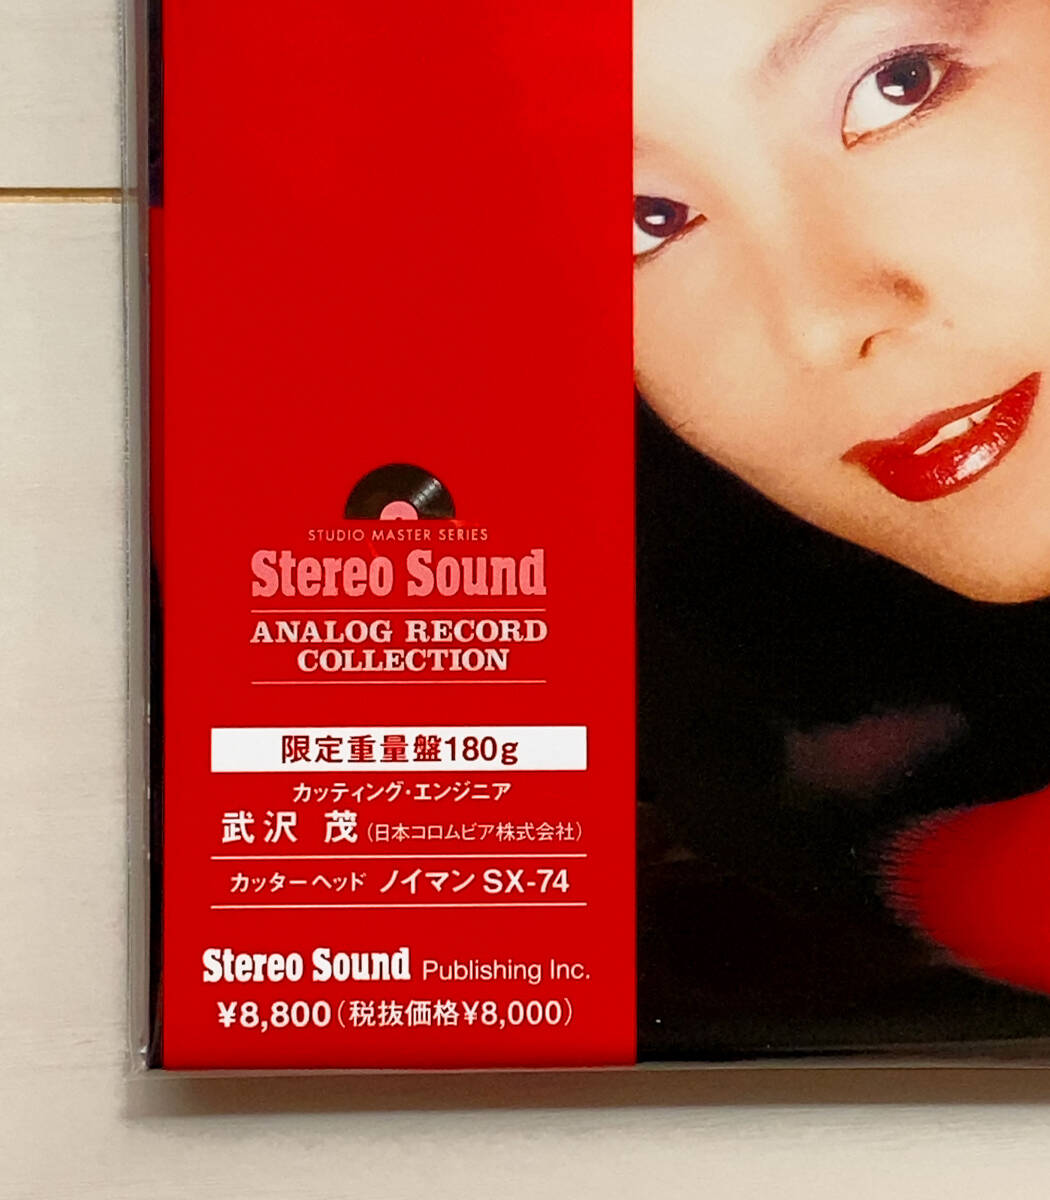 STUDIO MASTER SERIES
Stereo Sound
ANALOG RECORD
COLLECTION
限定重量盤180g
カッティング・エンジニア
武沢 茂（日本コロムビア株式会社）
カッターヘッド ノイマン SX-74
Stereo Sound Publishing Inc.
¥8,800（税抜価格¥8,000）